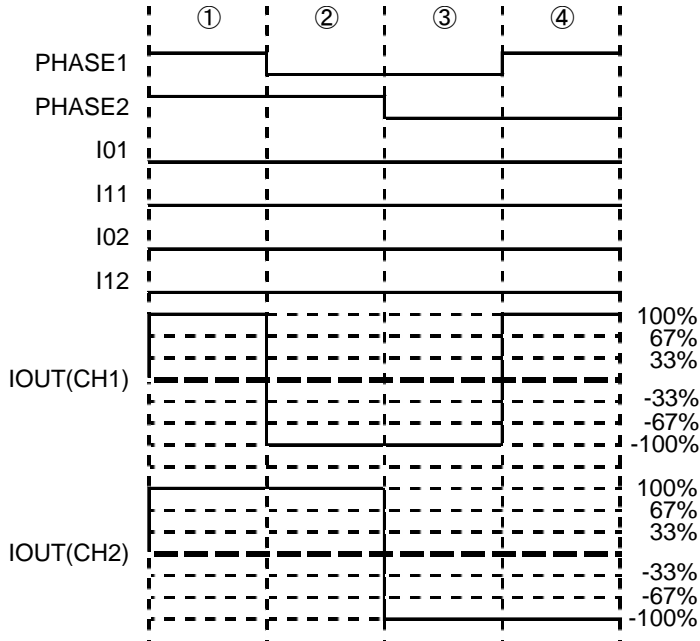 ① ② ③ ④
PHASE1
PHASE2
I01
I11
I02
I12
100%
67%
33%
IOUT(CH1)
-33%
-67%
-100%
100%
67%
33%
IOUT(CH2)
-33%
-67%
-100%